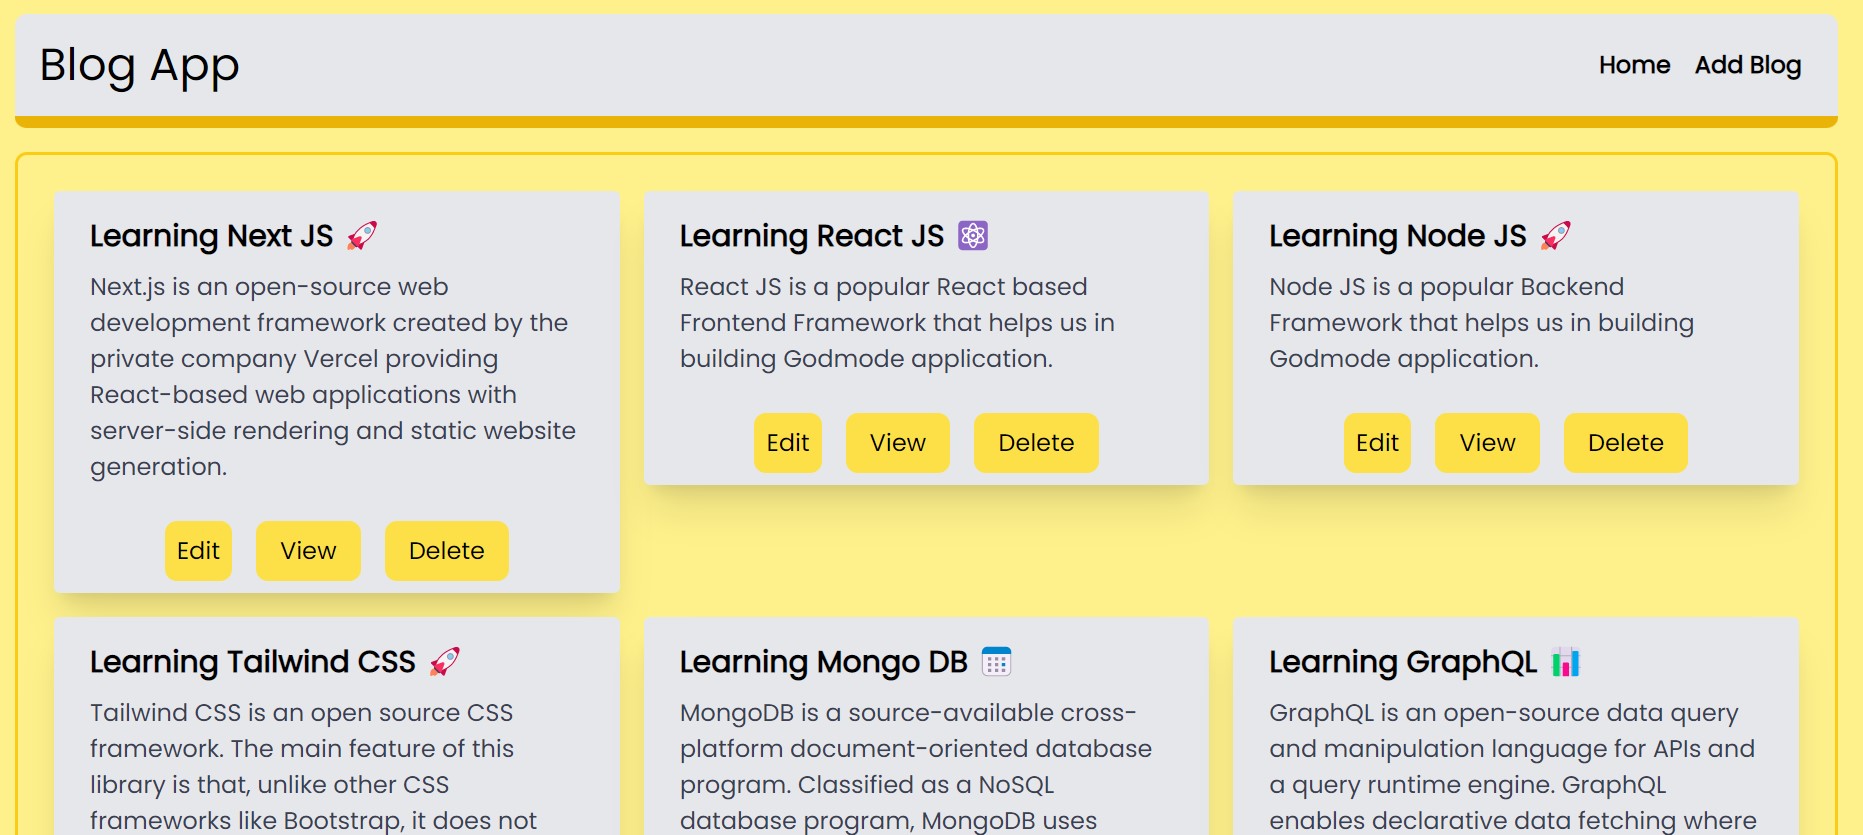 Blog App
Home Add Blog
Learning Next JS 🚀
Next.js is an open-source web
development framework created by the
private company Vercel providing
React-based web applications with
server-side rendering and static website
generation.
Edit View Delete
Learning React JS ⚛️
React JS is a popular React based
Frontend Framework that helps us in
building Godmode application.
Edit View Delete
Learning Node JS 🚀
Node JS is a popular Backend
Framework that helps us in building
Godmode application.
Edit View Delete
Learning Tailwind CSS 🚀
Tailwind CSS is an open source CSS
framework. The main feature of this
library is that, unlike other CSS
frameworks like Bootstrap, it does not
Learning Mongo DB 📅
MongoDB is a source-available cross-
platform document-oriented database
program. Classified as a NoSQL
database program, MongoDB uses
Learning GraphQL 📊
GraphQL is an open-source data query
and manipulation language for APIs and
a query runtime engine. GraphQL
enables declarative data fetching where